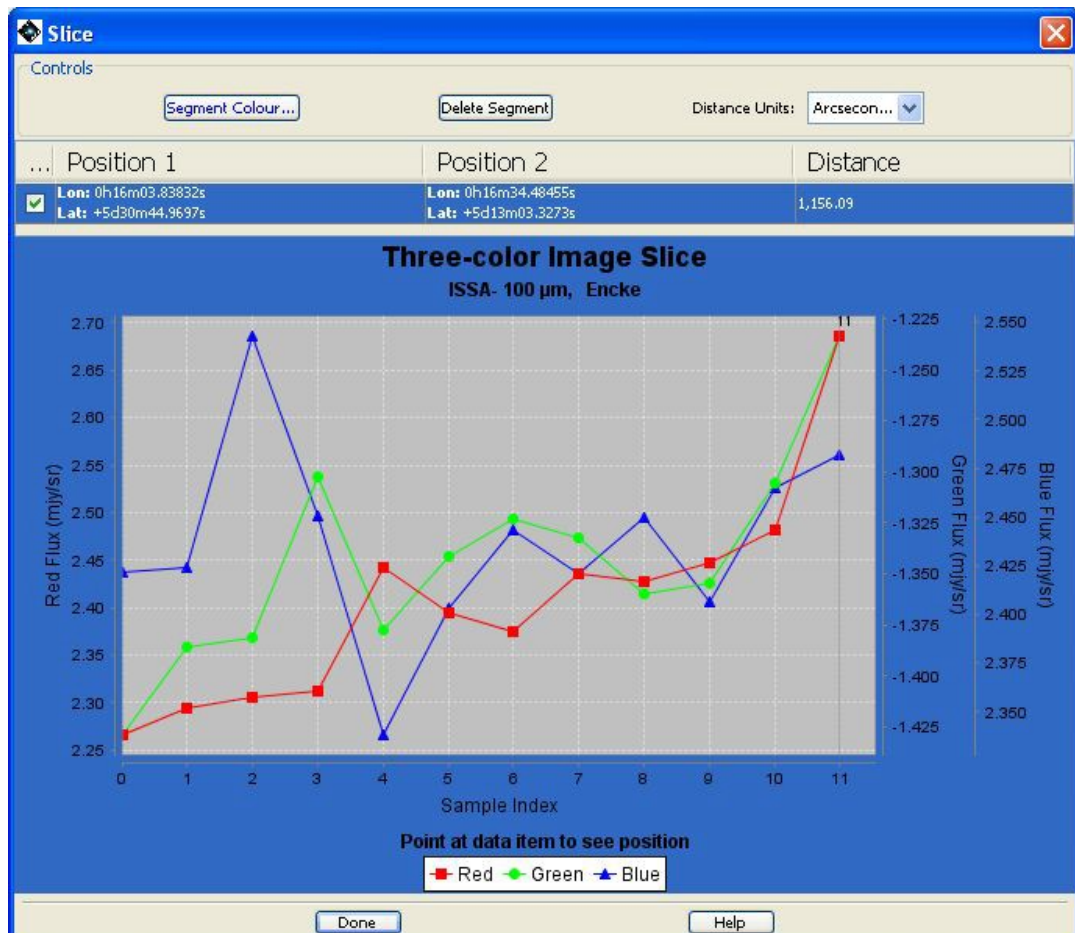 Slice
Controls
Segment Colour... Delete Segment Distance Units: Arcsecon...
... Position 1 Position 2 Distance
Lon: 0h16m03.83832s Lon: 0h16m34.48455s
Lat: +5d30m44.9697s Lat: +5d13m03.3273s
1,156.09
Three-color Image Slice
ISSA- 100 µm, Encke
Red Flux (mjy/sr)
2.70
2.65
2.60
2.55
2.50
2.45
2.40
2.35
2.30
2.25
11
-1.225
-1.250
-1.275
-1.300
-1.325
-1.350
-1.375
-1.400
-1.425
Green Flux (mjy/sr)
2.550
2.525
2.500
2.475
2.450
2.425
2.400
2.375
2.350
Blue Flux (mjy/sr)
0 1 2 3 4 5 6 7 8 9 10 11
Sample Index
Point at data item to see position
Red Green Blue
Done Help